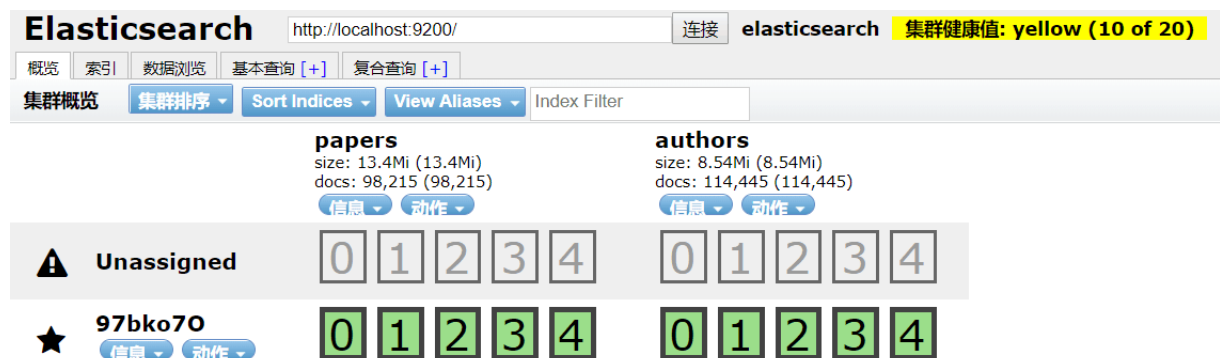 Elasticsearch http://localhost:9200/ 连接 elasticsearch 集群健康值: yellow (10 of 20)
概览 索引 数据浏览 基本查询 [+] 复合查询 [+]
集群概览 集群排序 Sort Indices View Aliases Index Filter
papers authors
size: 13.4Mi (13.4Mi) size: 8.54Mi (8.54Mi)
docs: 98,215 (98,215) docs: 114,445 (114,445)
信息 动作 信息 动作
Unassigned 0 1 2 3 4 0 1 2 3 4
97bko7O 0 1 2 3 4 0 1 2 3 4
信息 动作